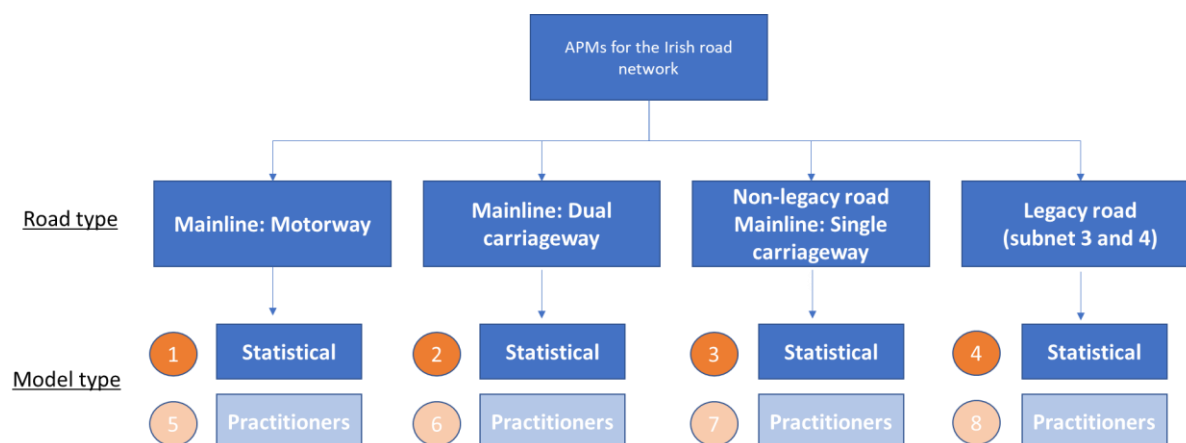 APMs for the Irish road
network
Road type
Mainline: Motorway
Mainline: Dual
carriageway
Non-legacy road
Mainline: Single
carriageway
Legacy road
(subnet 3 and 4)
Model type
1
Statistical
2
Statistical
3
Statistical
4
Statistical
5
Practitioners
6
Practitioners
7
Practitioners
8
Practitioners